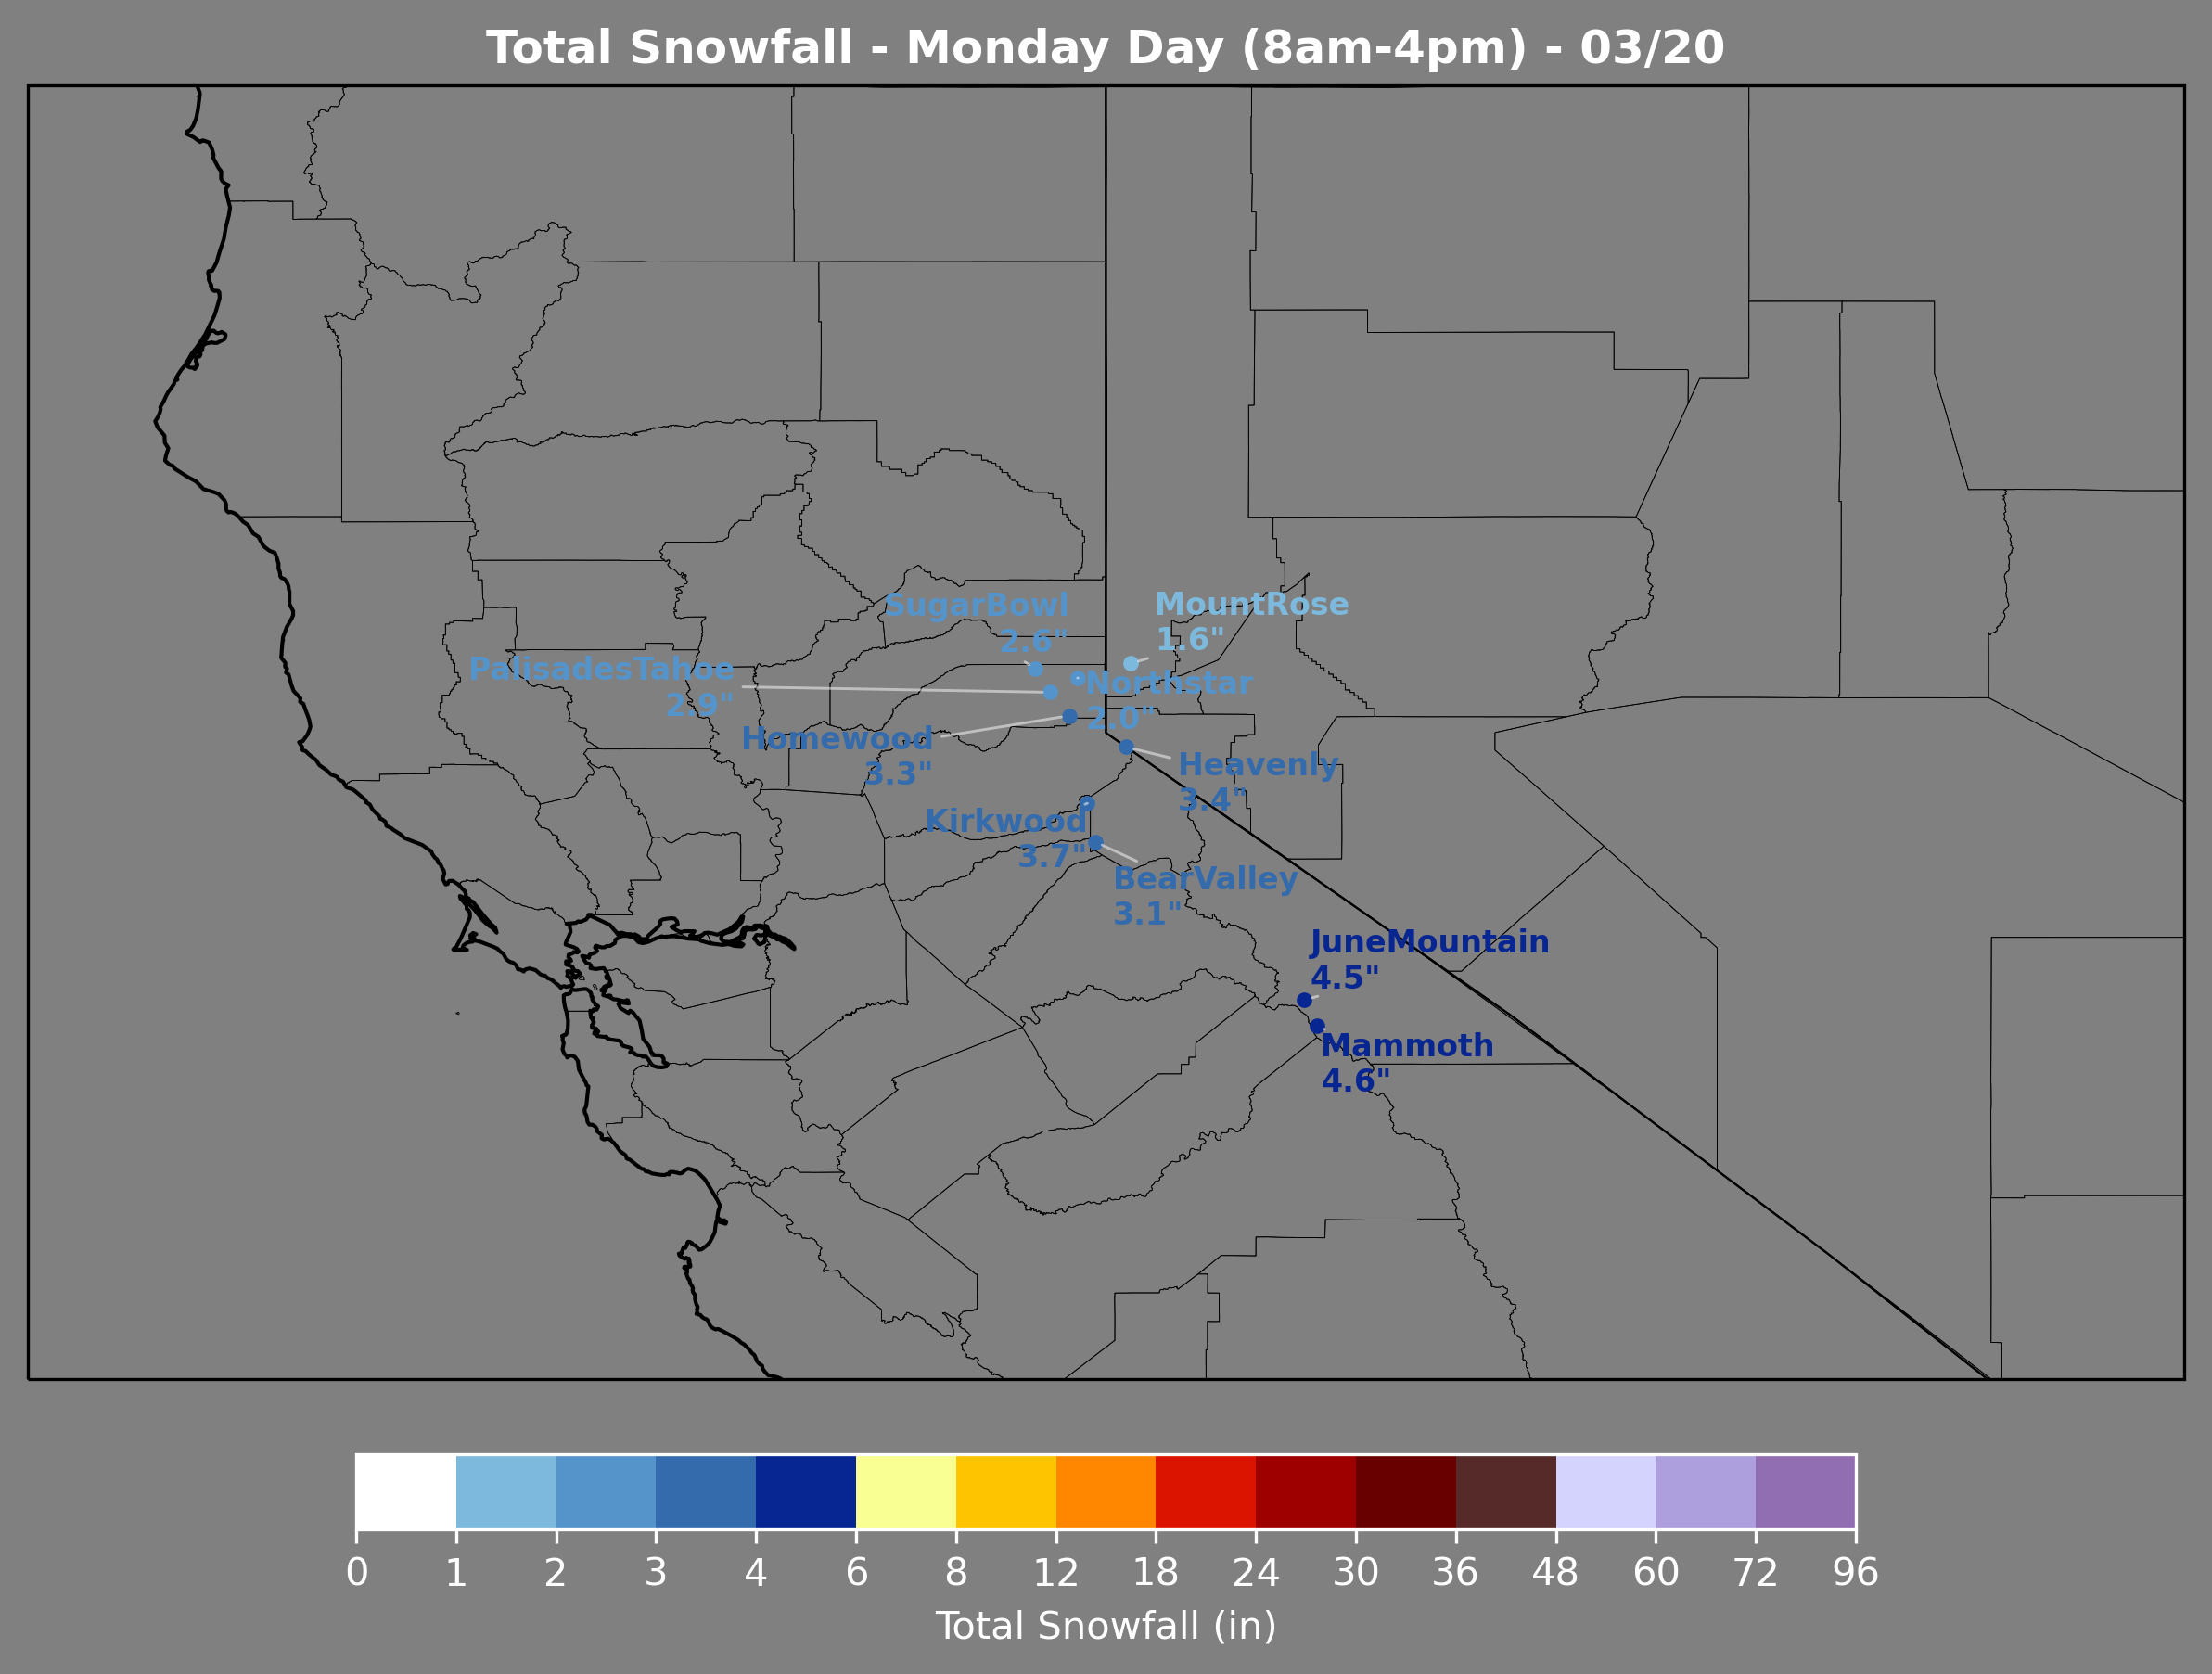 Total Snowfall - Monday Day (8am-4pm) - 03/20
SugarBowl
2.6"
MountRose
1.6"
PalisadesTahoe
2.9"
Northstar
2.0"
Homewood
3.3"
Heavenly
3.4"
Kirkwood
3.7"
BearValley
3.1"
JuneMountain
4.5"
Mammoth
4.6"
0 1 2 3 4 6 8 12 18 24 30 36 48 60 72 96
Total Snowfall (in)